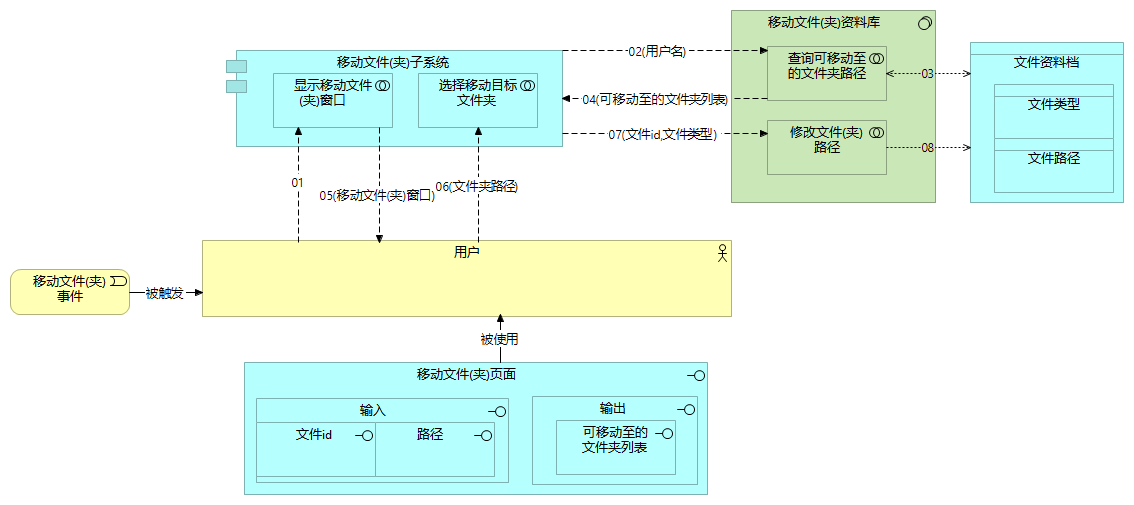 移动文件(夹)资料库
移动文件(夹)子系统
02(用户名)
显示移动文件
(夹)窗口
选择移动目标
文件夹
查询可移动至
的文件夹路径
03
文件资料档
文件类型
文件路径
04(可移动至的文件夹列表)
07(文件id,文件类型)
修改文件(夹)
路径
08
01
05(移动文件(夹)窗口)
06(文件夹路径)
用户
移动文件(夹)
事件
被触发
被使用
移动文件(夹)页面
输入
文件id
路径
输出
可移动至的
文件夹列表